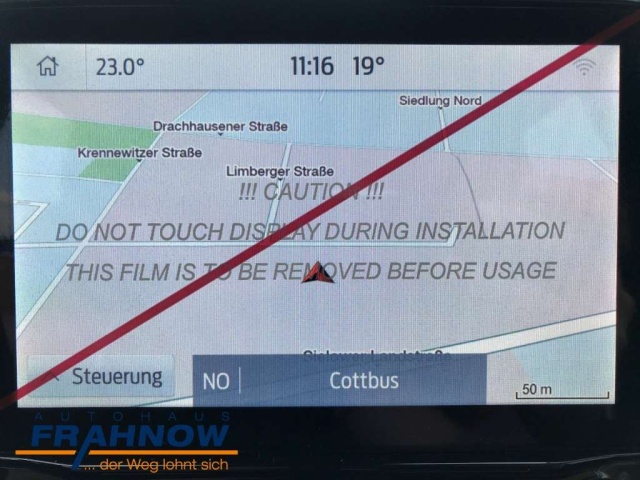 23.0° 11:16 19°
Siedlung Nord
Drachhausener Straße
Krennewitzer Straße
Limberger Straße
!!! CAUTION !!!
DO NOT TOUCH DISPLAY DURING INSTALLATION
THIS FILM IS TO BE REMOVED BEFORE USAGE
Steuerung
NO Cottbus
50 m
AUTOHAUS
FRAHNOW
... der Weg lohnt sich